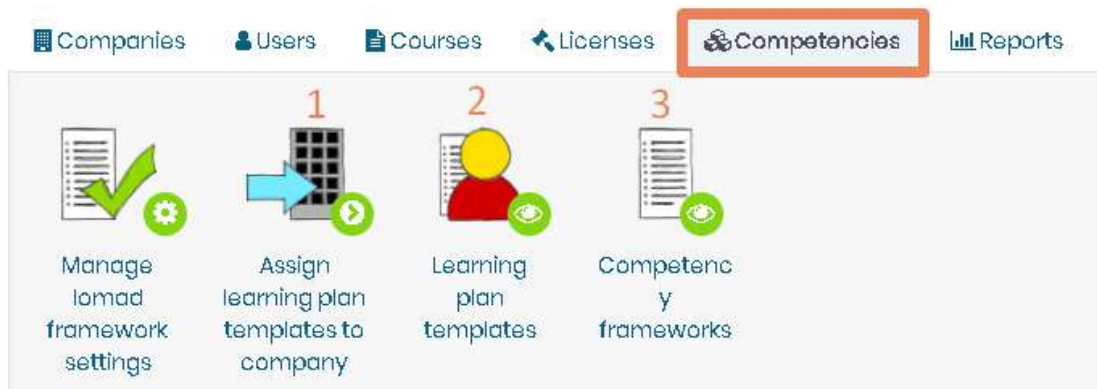 Companies Users Courses Licenses Competencies Reports
1 2 3
Manage Assign Learning Competenc
Iomad learning plan plan y
framework templates to templates frameworks
settings company